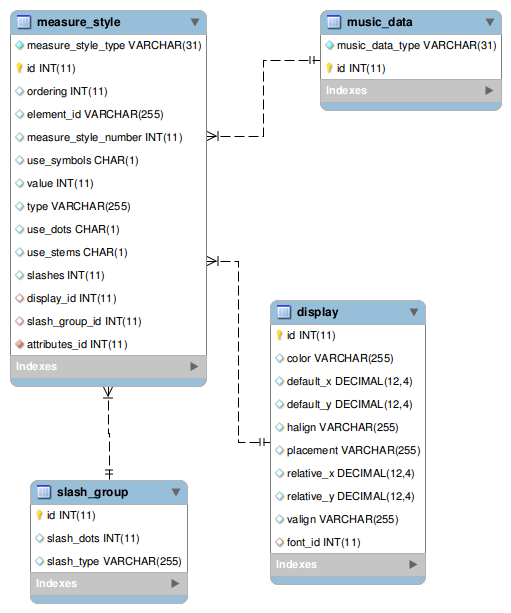 measure_style
measure_style_type VARCHAR(31)
id INT(11)
ordering INT(11)
element_id VARCHAR(255)
measure_style_number INT(11)
use_symbols CHAR(1)
value INT(11)
type VARCHAR(255)
use_dots CHAR(1)
use_stems CHAR(1)
slashes INT(11)
display_id INT(11)
slash_group_id INT(11)
attributes_id INT(11)
Indexes
music_data
music_data_type VARCHAR(31)
id INT(11)
Indexes
display
id INT(11)
color VARCHAR(255)
default_x DECIMAL(12,4)
default_y DECIMAL(12,4)
halign VARCHAR(255)
placement VARCHAR(255)
relative_x DECIMAL(12,4)
relative_y DECIMAL(12,4)
valign VARCHAR(255)
font_id INT(11)
Indexes
slash_group
id INT(11)
slash_dots INT(11)
slash_type VARCHAR(255)
Indexes